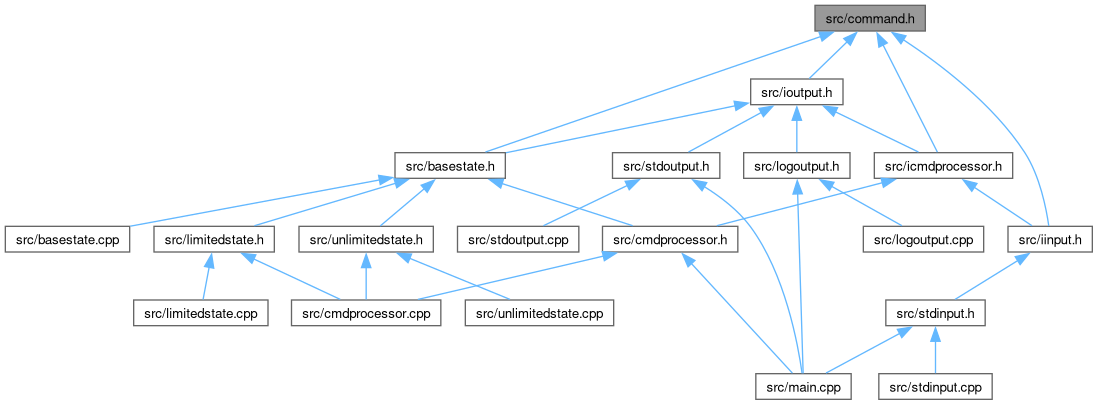 src/command.h
src/ioutput.h
src/basestate.h
src/stdoutput.h
src/logoutput.h
src/icmdprocessor.h
src/basestate.cpp
src/limitedstate.h
src/unlimitedstate.h
src/stdoutput.cpp
src/cmdprocessor.h
src/logoutput.cpp
src/iinput.h
src/limitedstate.cpp
src/cmdprocessor.cpp
src/unlimitedstate.cpp
src/stdinput.h
src/main.cpp
src/stdinput.cpp